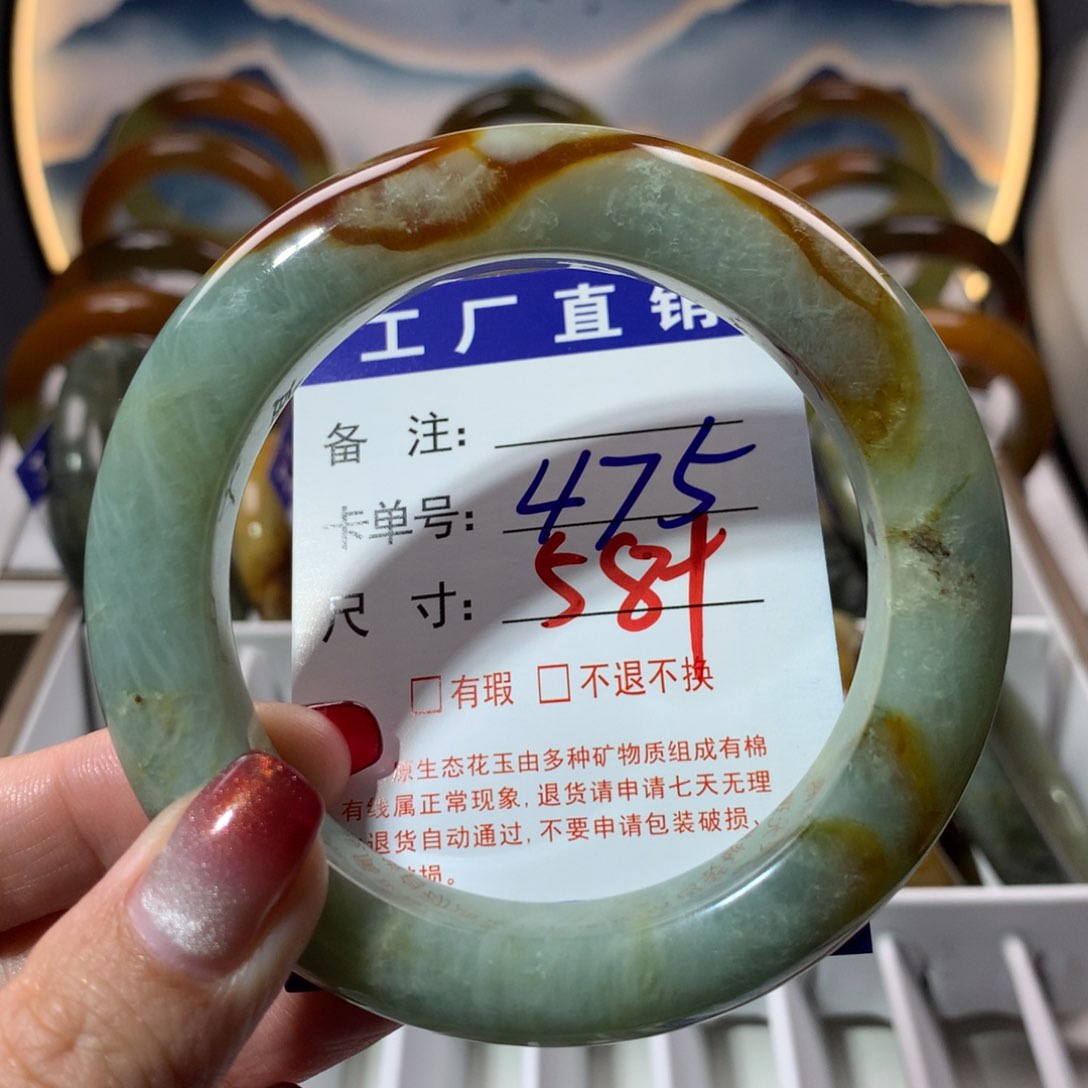 工厂直销
备 注:
卡单号: 475
尺 寸: 584
□有瑕 □不退不换
原生态花玉由多种矿物质组成有棉
有线属正常现象,退货请申请七天无理
退货自动通过,不要申请包装破损、
损。